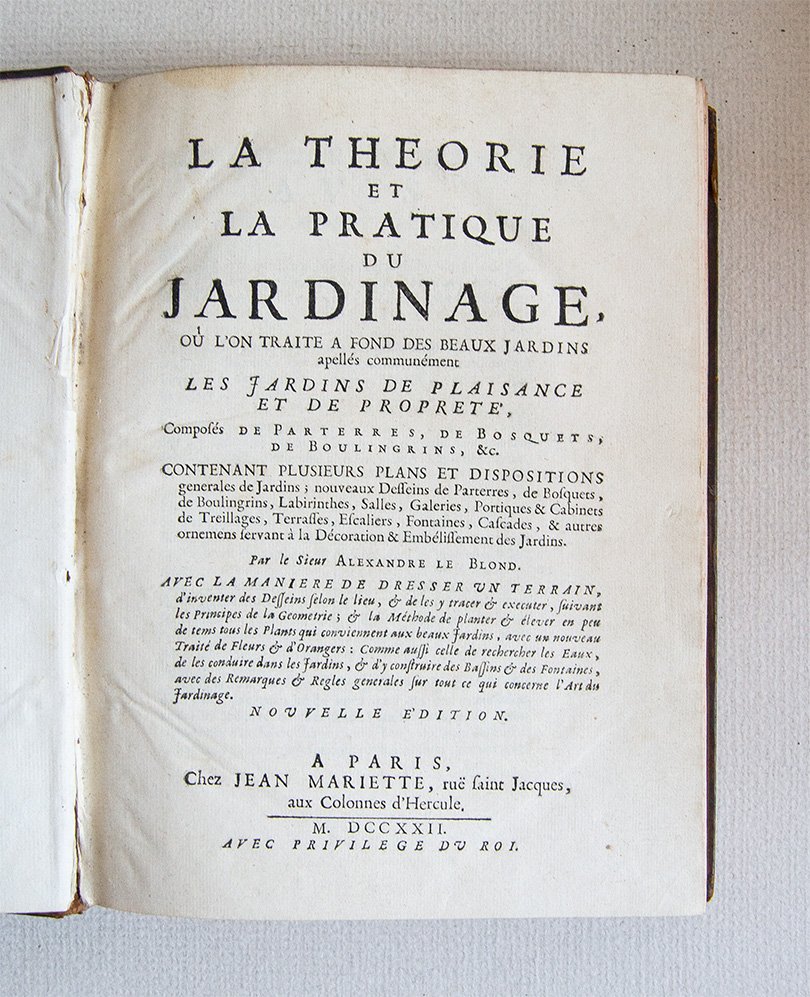 LA THEORIE
ET
LA PRATIQUE
DU
JARDINAGE,
OÙ L'ON TRAITE A FOND DES BEAUX JARDINS
apellés communément
LES JARDINS DE PLAISANCE
ET DE PROPRETÉ,
Composés DE PARTERRES, DE BOSQUETS,
DE BOULINGRINS, &c.
CONTENANT PLUSIEURS PLANS ET DISPOSITIONS
generales de Jardins; nouveaux Deſſeins de Parterres, de Boſquets,
de Boulingrins, Labirinthes, Salles, Galeries, Portiques & Cabinets
de Treillages, Terraſſes, Eſcaliers, Fontaines, Caſcades, & autres
ornemens ſervant à la Décoration & Embéliſſement des Jardins.
Par le Sieur ALEXANDRE LE BLOND.
AVEC LA MANIERE DE DRESSER UN TERRAIN,
d'inventer des Deſſeins ſelon le lieu, & de les y tracer & executer, ſuivant
les Principes de la Geometrie; & la Méthode de planter & élever en peu
de tems tous les Plants qui conviennent aux beaux Jardins, avec un nouveau
Traité de Fleurs & d'Orangers: Comme auſſi celle de rechercher les Eaux,
de les conduire dans les Jardins, & d'y conſtruire des Baſſins & des Fontaines,
avec des Remarques & Regles generales ſur tout ce qui concerne l'Art du
Jardinage.
NOUVELLE EDITION.
A PARIS,
Chez JEAN MARIETTE, ruë ſaint Jacques,
aux Colonnes d'Hercule.
M. DCCXXII.
AVEC PRIVILEGE DU ROI.